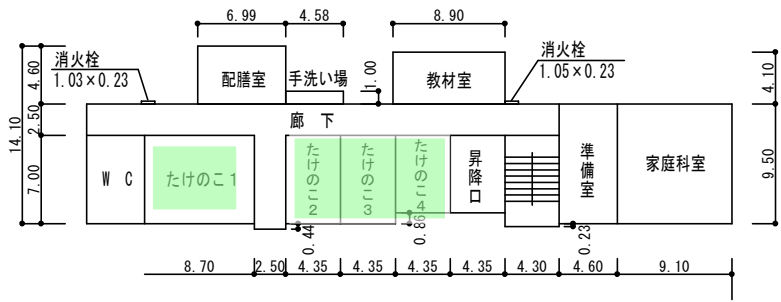 6.99
4.58
8.90
消火栓
1.03×0.23
4.60
配膳室
手洗い場
1.00
教材室
消火栓
1.05×0.23
4.10
14.10
2.50
廊 下
7.00
W C
たけのこ1
たけのこ2
たけのこ3
たけのこ4
昇降口
準備室
家庭科室
9.50
0.44
0.86
0.23
8.70
2.50
4.35
4.35
4.35
4.35
4.30
4.60
9.10